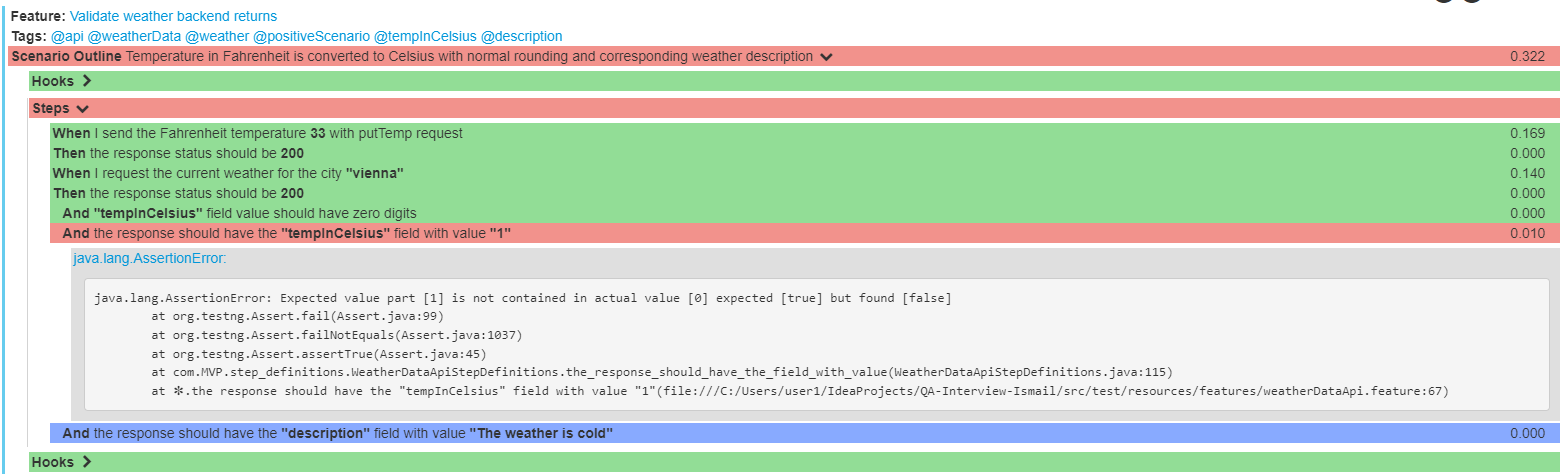 Feature: Validate weather backend returns
Tags: @api @weatherData @weather @positiveScenario @tempInCelsius @description
Scenario Outline Temperature in Fahrenheit is converted to Celsius with normal rounding and corresponding weather description 0.322
Hooks
Steps
When I send the Fahrenheit temperature 33 with putTemp request 0.169
Then the response status should be 200 0.000
When I request the current weather for the city "vienna" 0.140
Then the response status should be 200 0.000
And "tempInCelsius" field value should have zero digits 0.000
And the response should have the "tempInCelsius" field with value "1" 0.010
java.lang.AssertionError:
java.lang.AssertionError: Expected value part [1] is not contained in actual value [0] expected [true] but found [false]
at org.testng.Assert.fail(Assert.java:99)
at org.testng.Assert.failNotEquals(Assert.java:1037)
at org.testng.Assert.assertTrue(Assert.java:45)
at com.MVP.step_definitions.WeatherDataApiStepDefinitions.the_response_should_have_the_field_with_value(WeatherDataApiStepDefinitions.java:115)
at ✽.the response should have the "tempInCelsius" field with value "1"(file:///C:/Users/user1/IdeaProjects/QA-Interview-Ismail/src/test/resources/features/weatherDataApi.feature:67)
And the response should have the "description" field with value "The weather is cold" 0.000
Hooks